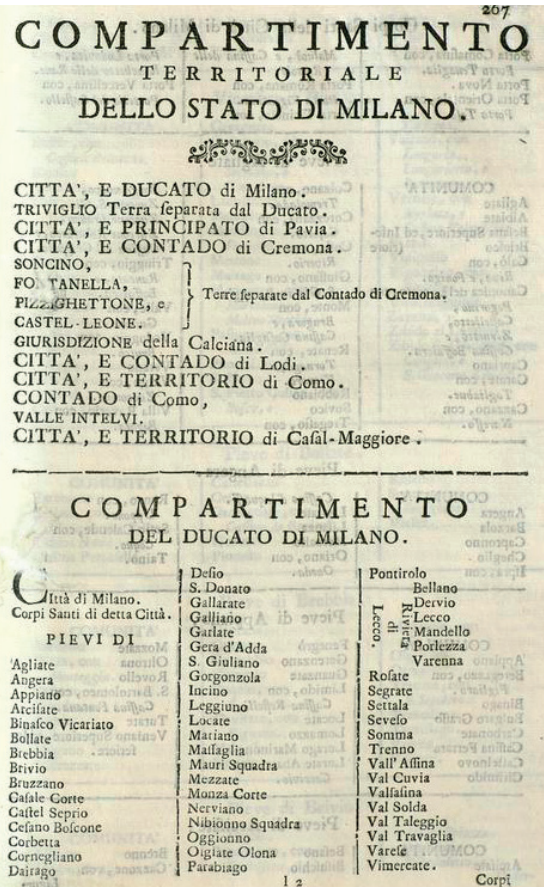 207
COMPARTIMENTO
TERRITORIALE
DELLO STATO DI MILANO.
CITTA', E DUCATO di Milano.
TRIVIGLIO Terra ſeparata dal Ducato.
CITTA', E PRINCIPATO di Pavia.
CITTA', E CONTADO di Cremona.
SONCINO,
FO TANELLA,
PIZZIGHETTONE, e
CASTEL-LEONE.
Terre ſeparate dal Contado di Cremona.
GIURISDIZIONE della Calciana.
CITTA', E CONTADO di Lodi.
CITTA', E TERRITORIO di Como.
CONTADO di Como,
VALLE INTELVI.
CITTA', E TERRITORIO di Caſal-Maggiore.
COMPARTIMENTO
DEL DUCATO DI MILANO.
CIttà di Milano.
Corpi Santi di detta Città.
PIEVI DI
Agliate
Angera
Appiano
Arciſate
Binaſco Vicariato
Bollate
Brebbia
Brivio
Bruzzano
Caſale Corte
Caſtel Seprio
Ceſano Boſcone
Corbetta
Cornegliano
Dairago
Deſio
S. Donato
Gallarate
Galliano
Garlate
Gera d'Adda
S. Giuliano
Gorgonzola
Incino
Leggiuno
Locate
Mariano
Maſſaglia
Mauri Squadra
Mezzate
Monza Corte
Nerviano
Nibionno Squadra
Oggionno
Olgiate Olona
Parabiago
Pontirolo
Riviera di Lecco.
Bellano
Dervio
Lecco
Mandello
Porlezza
Varenna
Roſate
Segrate
Settala
Seveſo
Somma
Trenno
Vall'Aſſina
Val Cuvia
Valſaſina
Val Solda
Val Taleggio
Val Travaglia
Vareſe
Vimercate.
l 2
Corpi